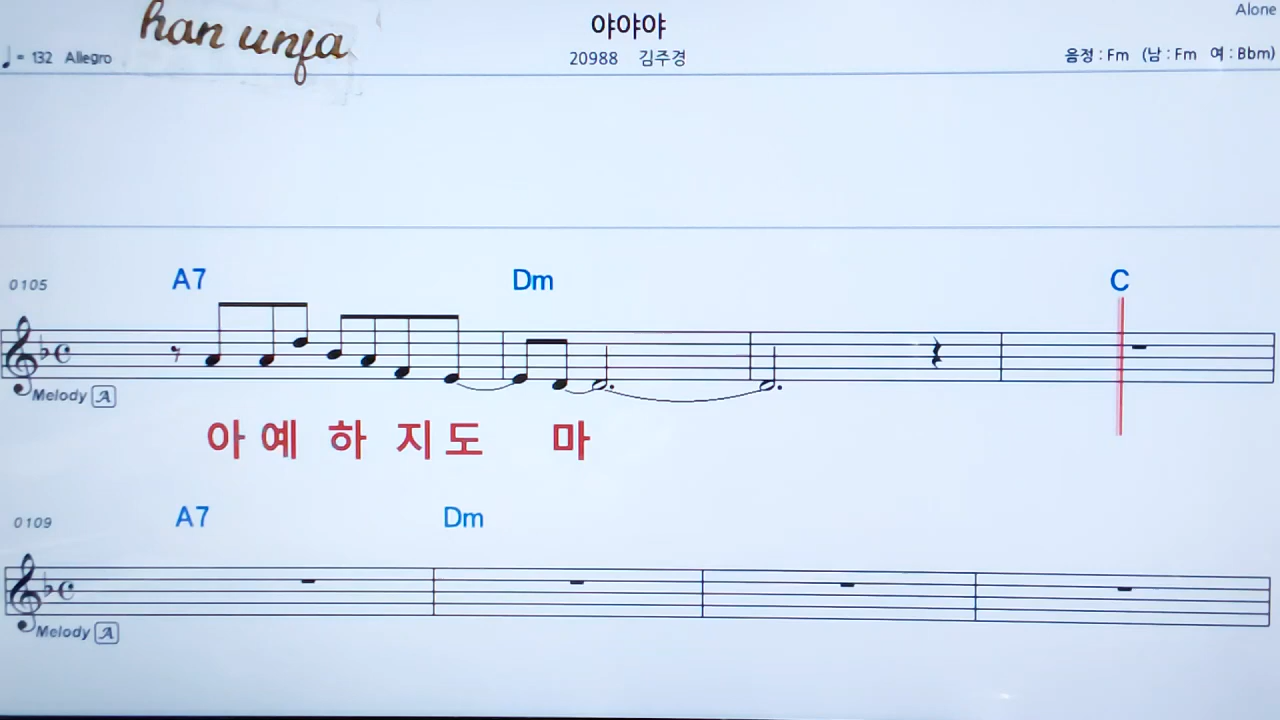 han unja
야야야
Alone
♩= 132 Allegro
20988 김주경
음정 : Fm (남 : Fm 여 : Bbm)
A7 Dm C
0105
Melody A
아 예 하 지 도 마
A7 Dm
0109
Melody A